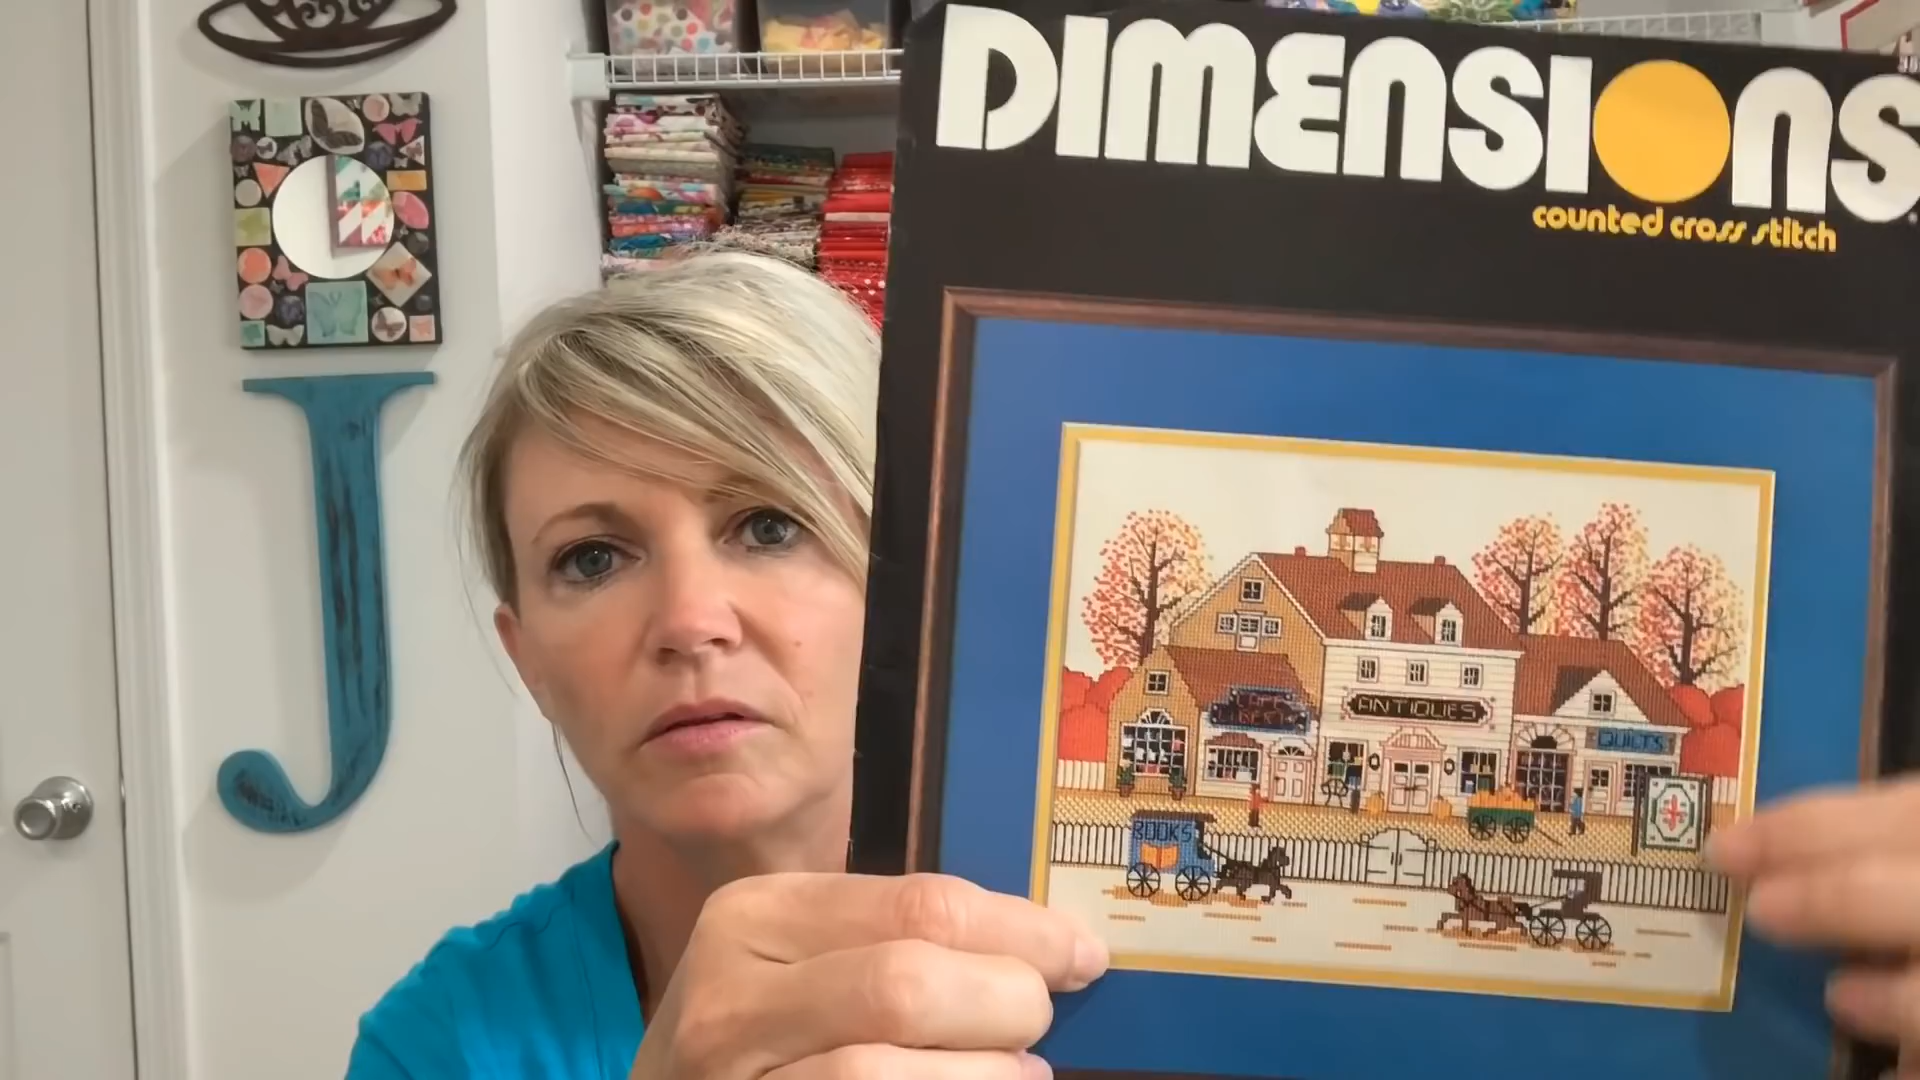 J
DIMENSIONS
counted cross stitch
ANTIQUES
QUILTS
BOOKS